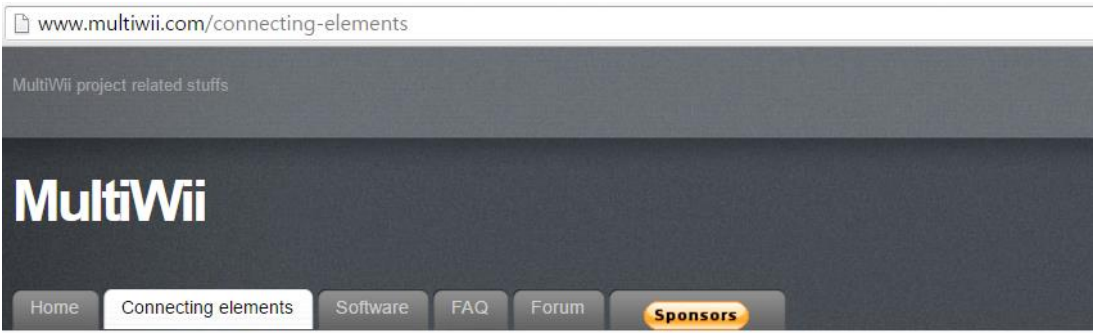 www.multiwii.com/connecting-elements
MultiWii project related stuffs
MultiWii
Home Connecting elements Software FAQ Forum Sponsors